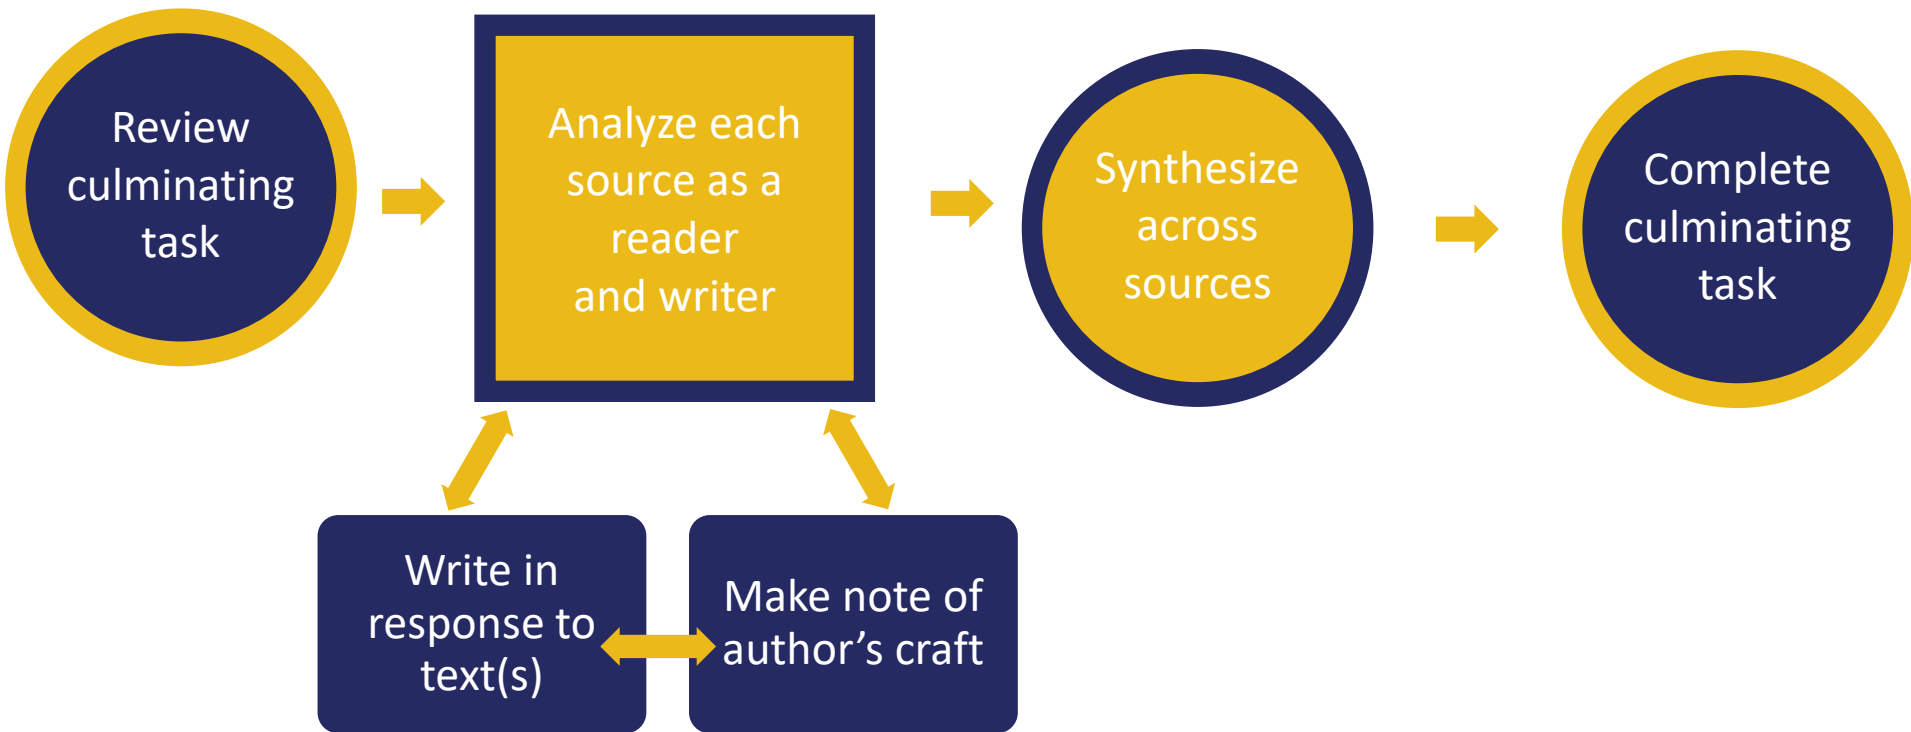 Review
culminating
task
Analyze each
source as a
reader
and writer
Synthesize
across
sources
Complete
culminating
task
Write in
response to
text(s)
Make note of
author’s craft